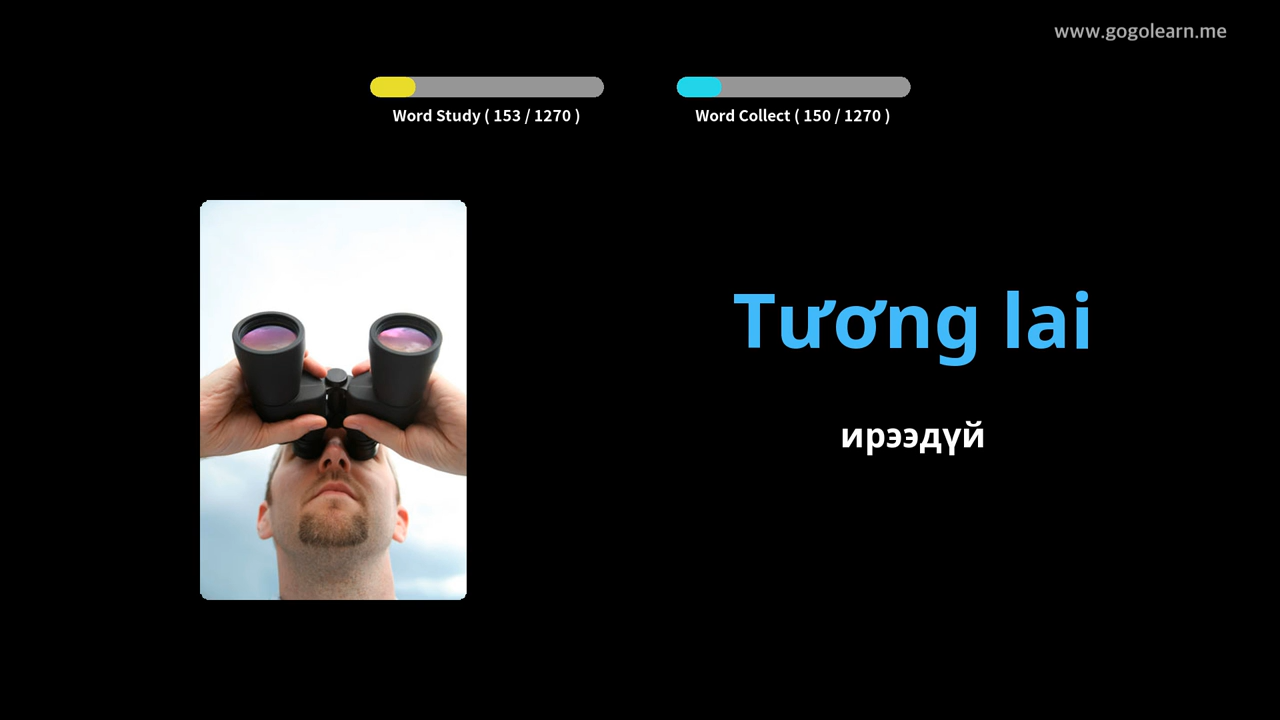 www.gogolearn.me
Word Study ( 153 / 1270 )
Word Collect ( 150 / 1270 )
Tương lai
ирээдүй